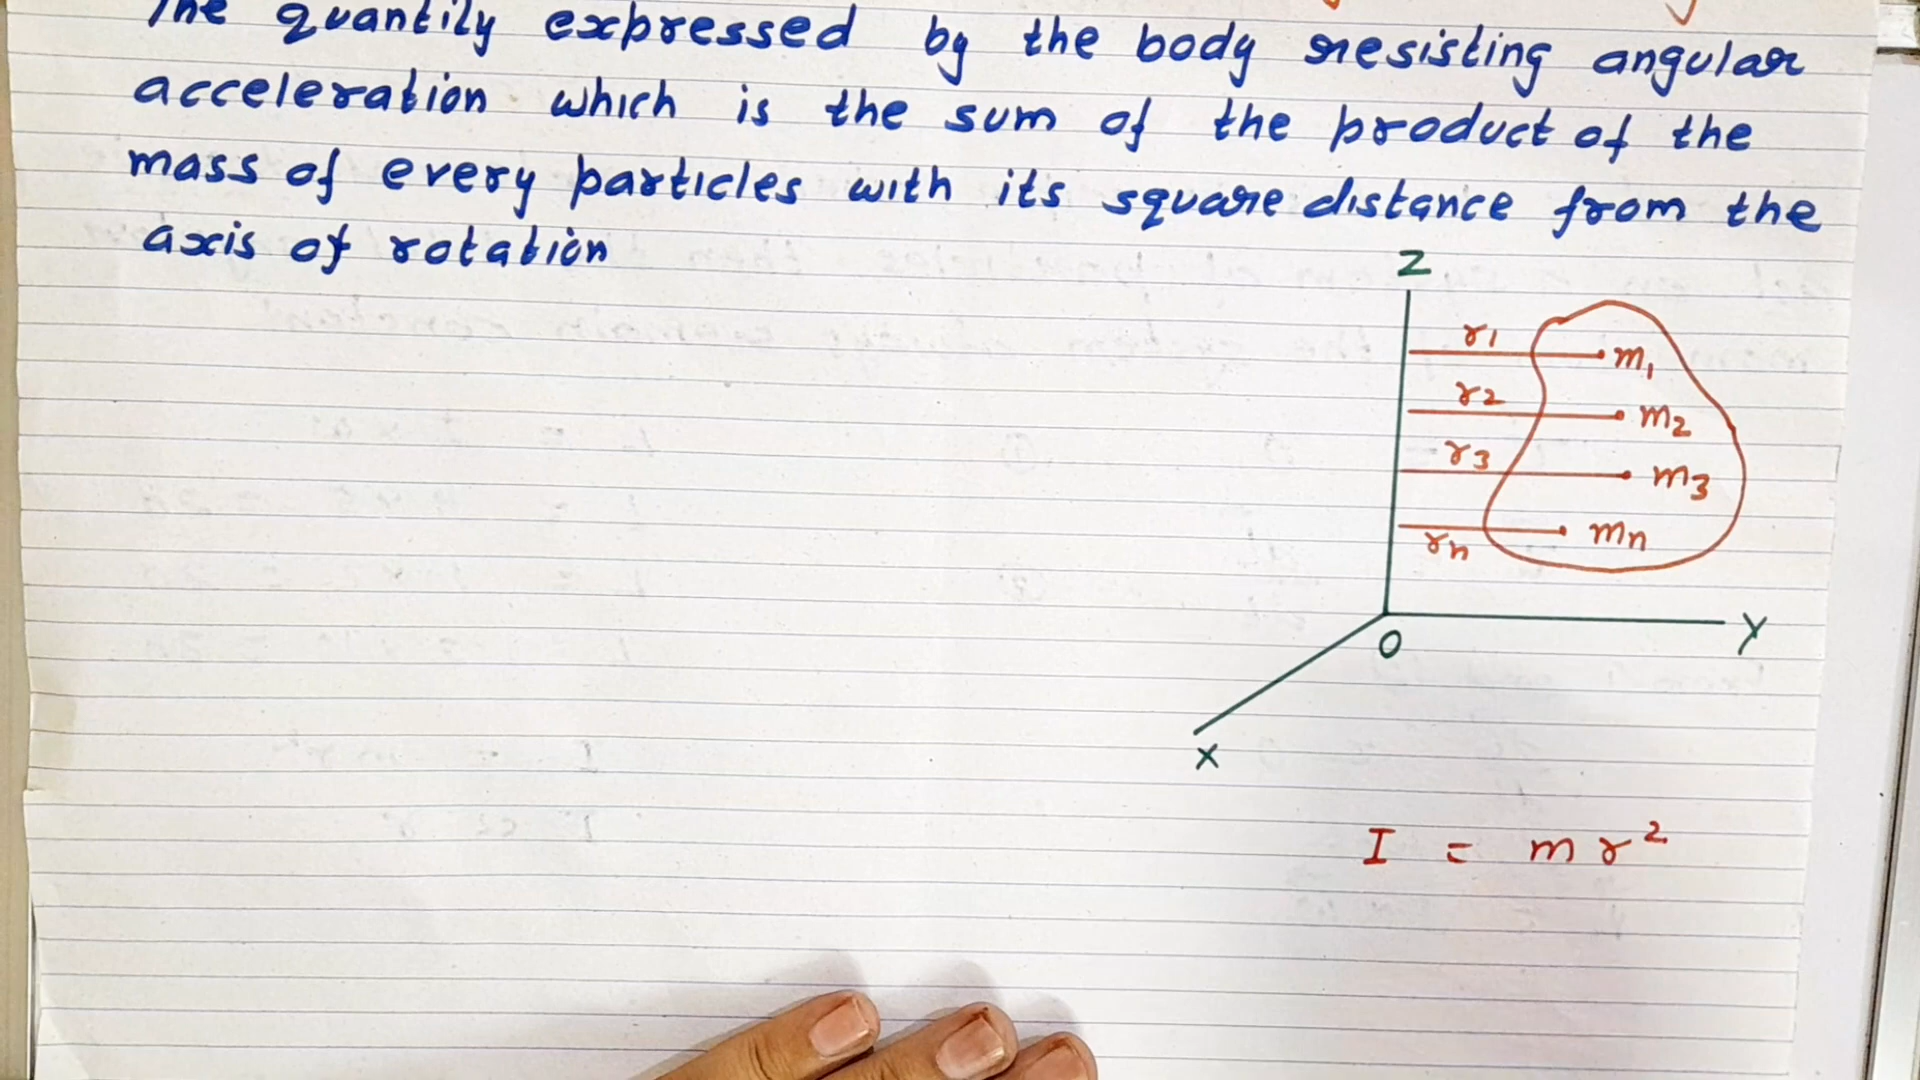 The quantity expressed by the body resisting angular
acceleration which is the sum of the product of the
mass of every particles with its square distance from the
axis of rotation
Z
r1 m1
r2 m2
r3 m3
rn mn
O
Y
X
I = mr²